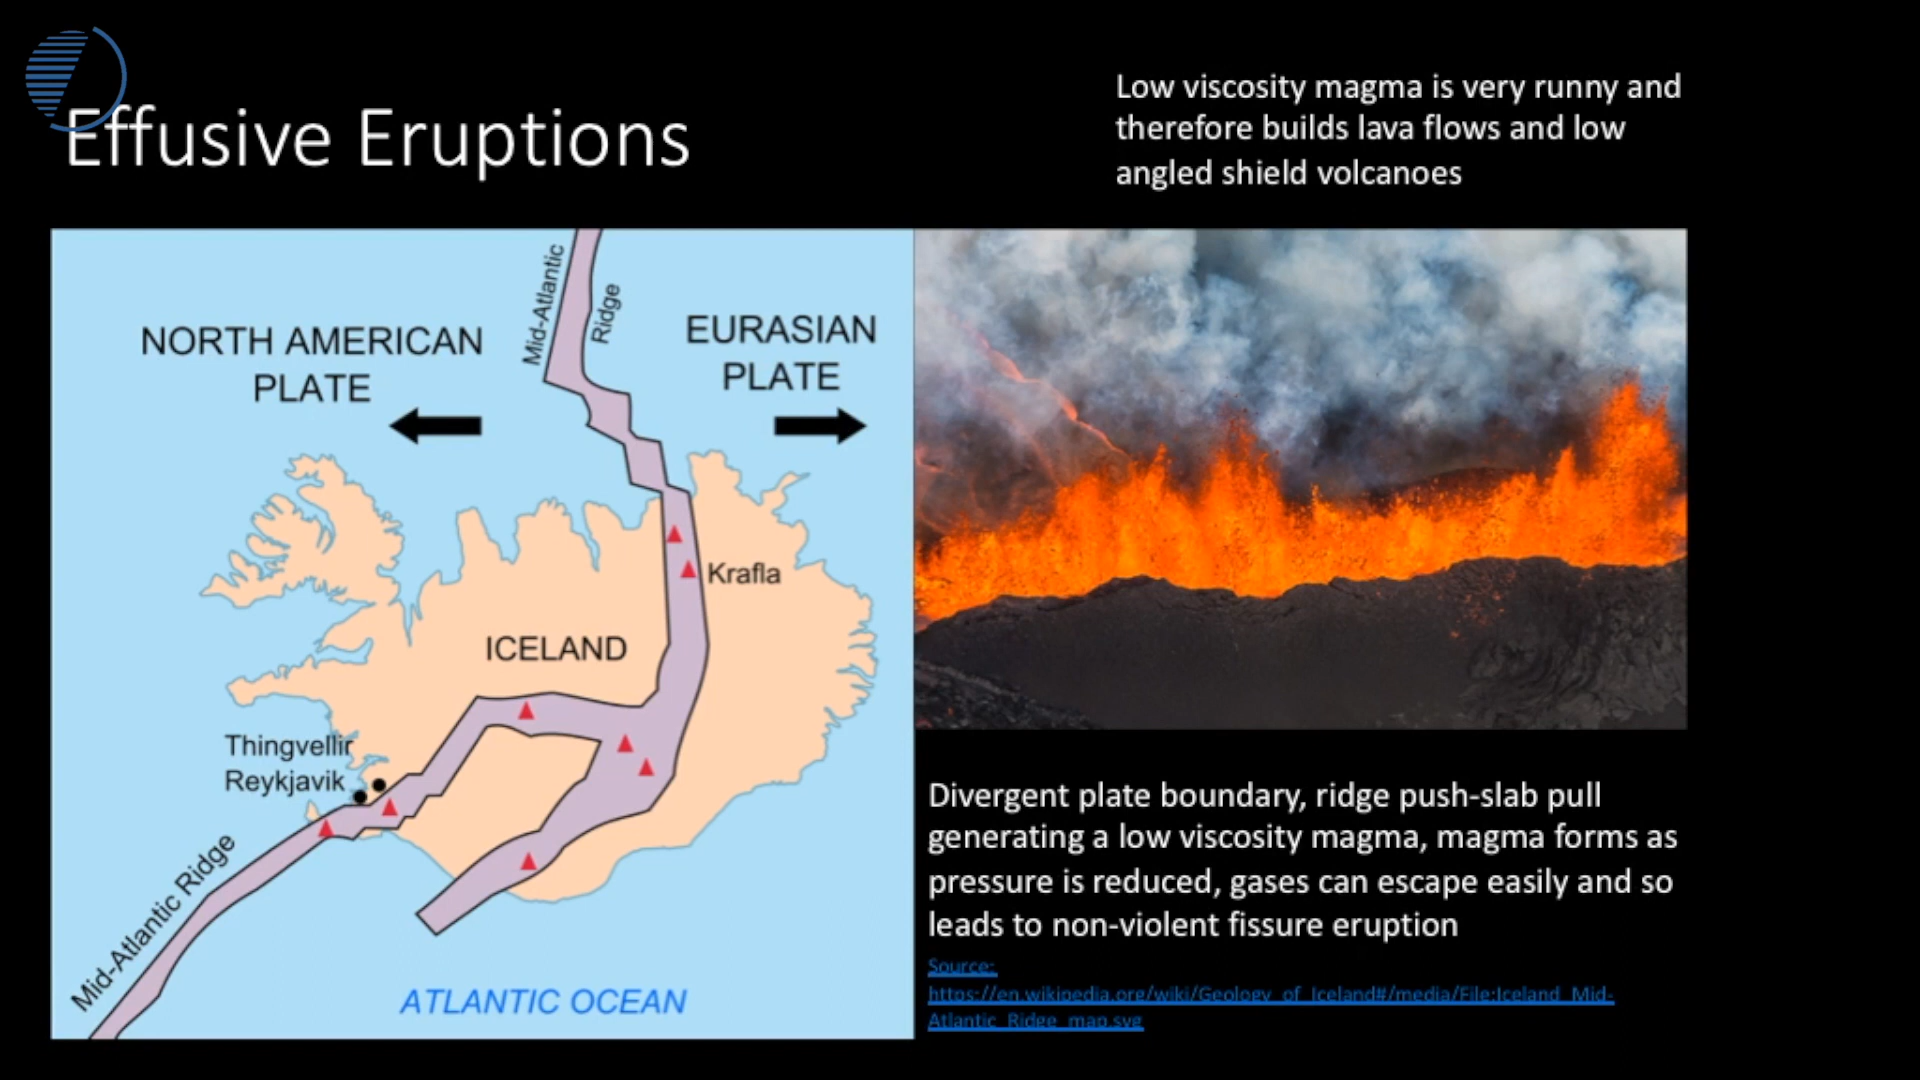 Effusive Eruptions
Low viscosity magma is very runny and
therefore builds lava flows and low
angled shield volcanoes
Mid-Atlantic
Ridge
NORTH AMERICAN
PLATE
EURASIAN
PLATE
Krafla
ICELAND
Thingvellir
Reykjavik
Mid-Atlantic Ridge
ATLANTIC OCEAN
Divergent plate boundary, ridge push-slab pull
generating a low viscosity magma, magma forms as
pressure is reduced, gases can escape easily and so
leads to non-violent fissure eruption
Source:
https://en.wikipedia.org/wiki/Geology_of_Iceland#/media/File:Iceland_Mid-
Atlantic_Ridge_map.svg